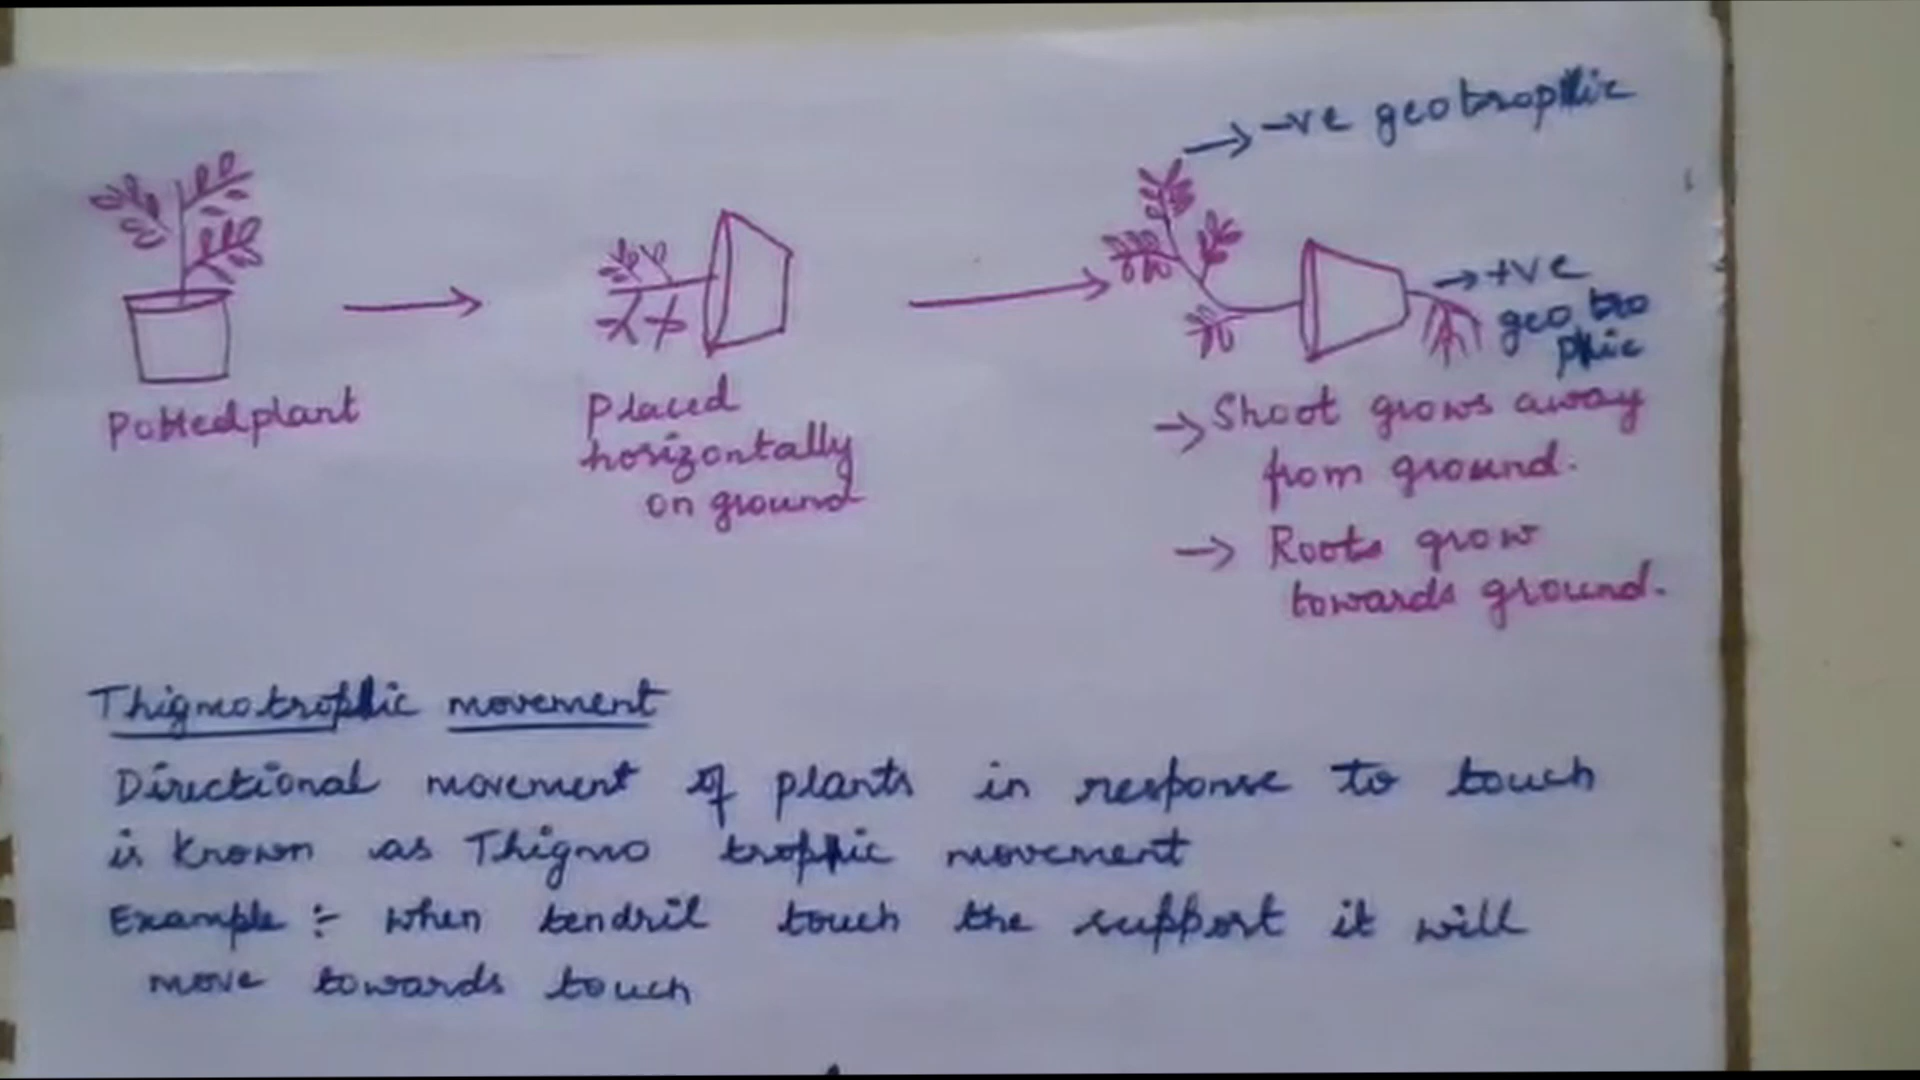 → -ve geotrophic
→ +ve
geotro
phic
Pottedplant
Placed
horizontally
on ground
→ Shoot grows away
from ground.
→ Roots grow
towards ground.
Thigmotrophic movement
Directional movement of plants in response to touch
is known as Thigmo trophic movement
Example :- when tendril touch the support it will
move towards touch